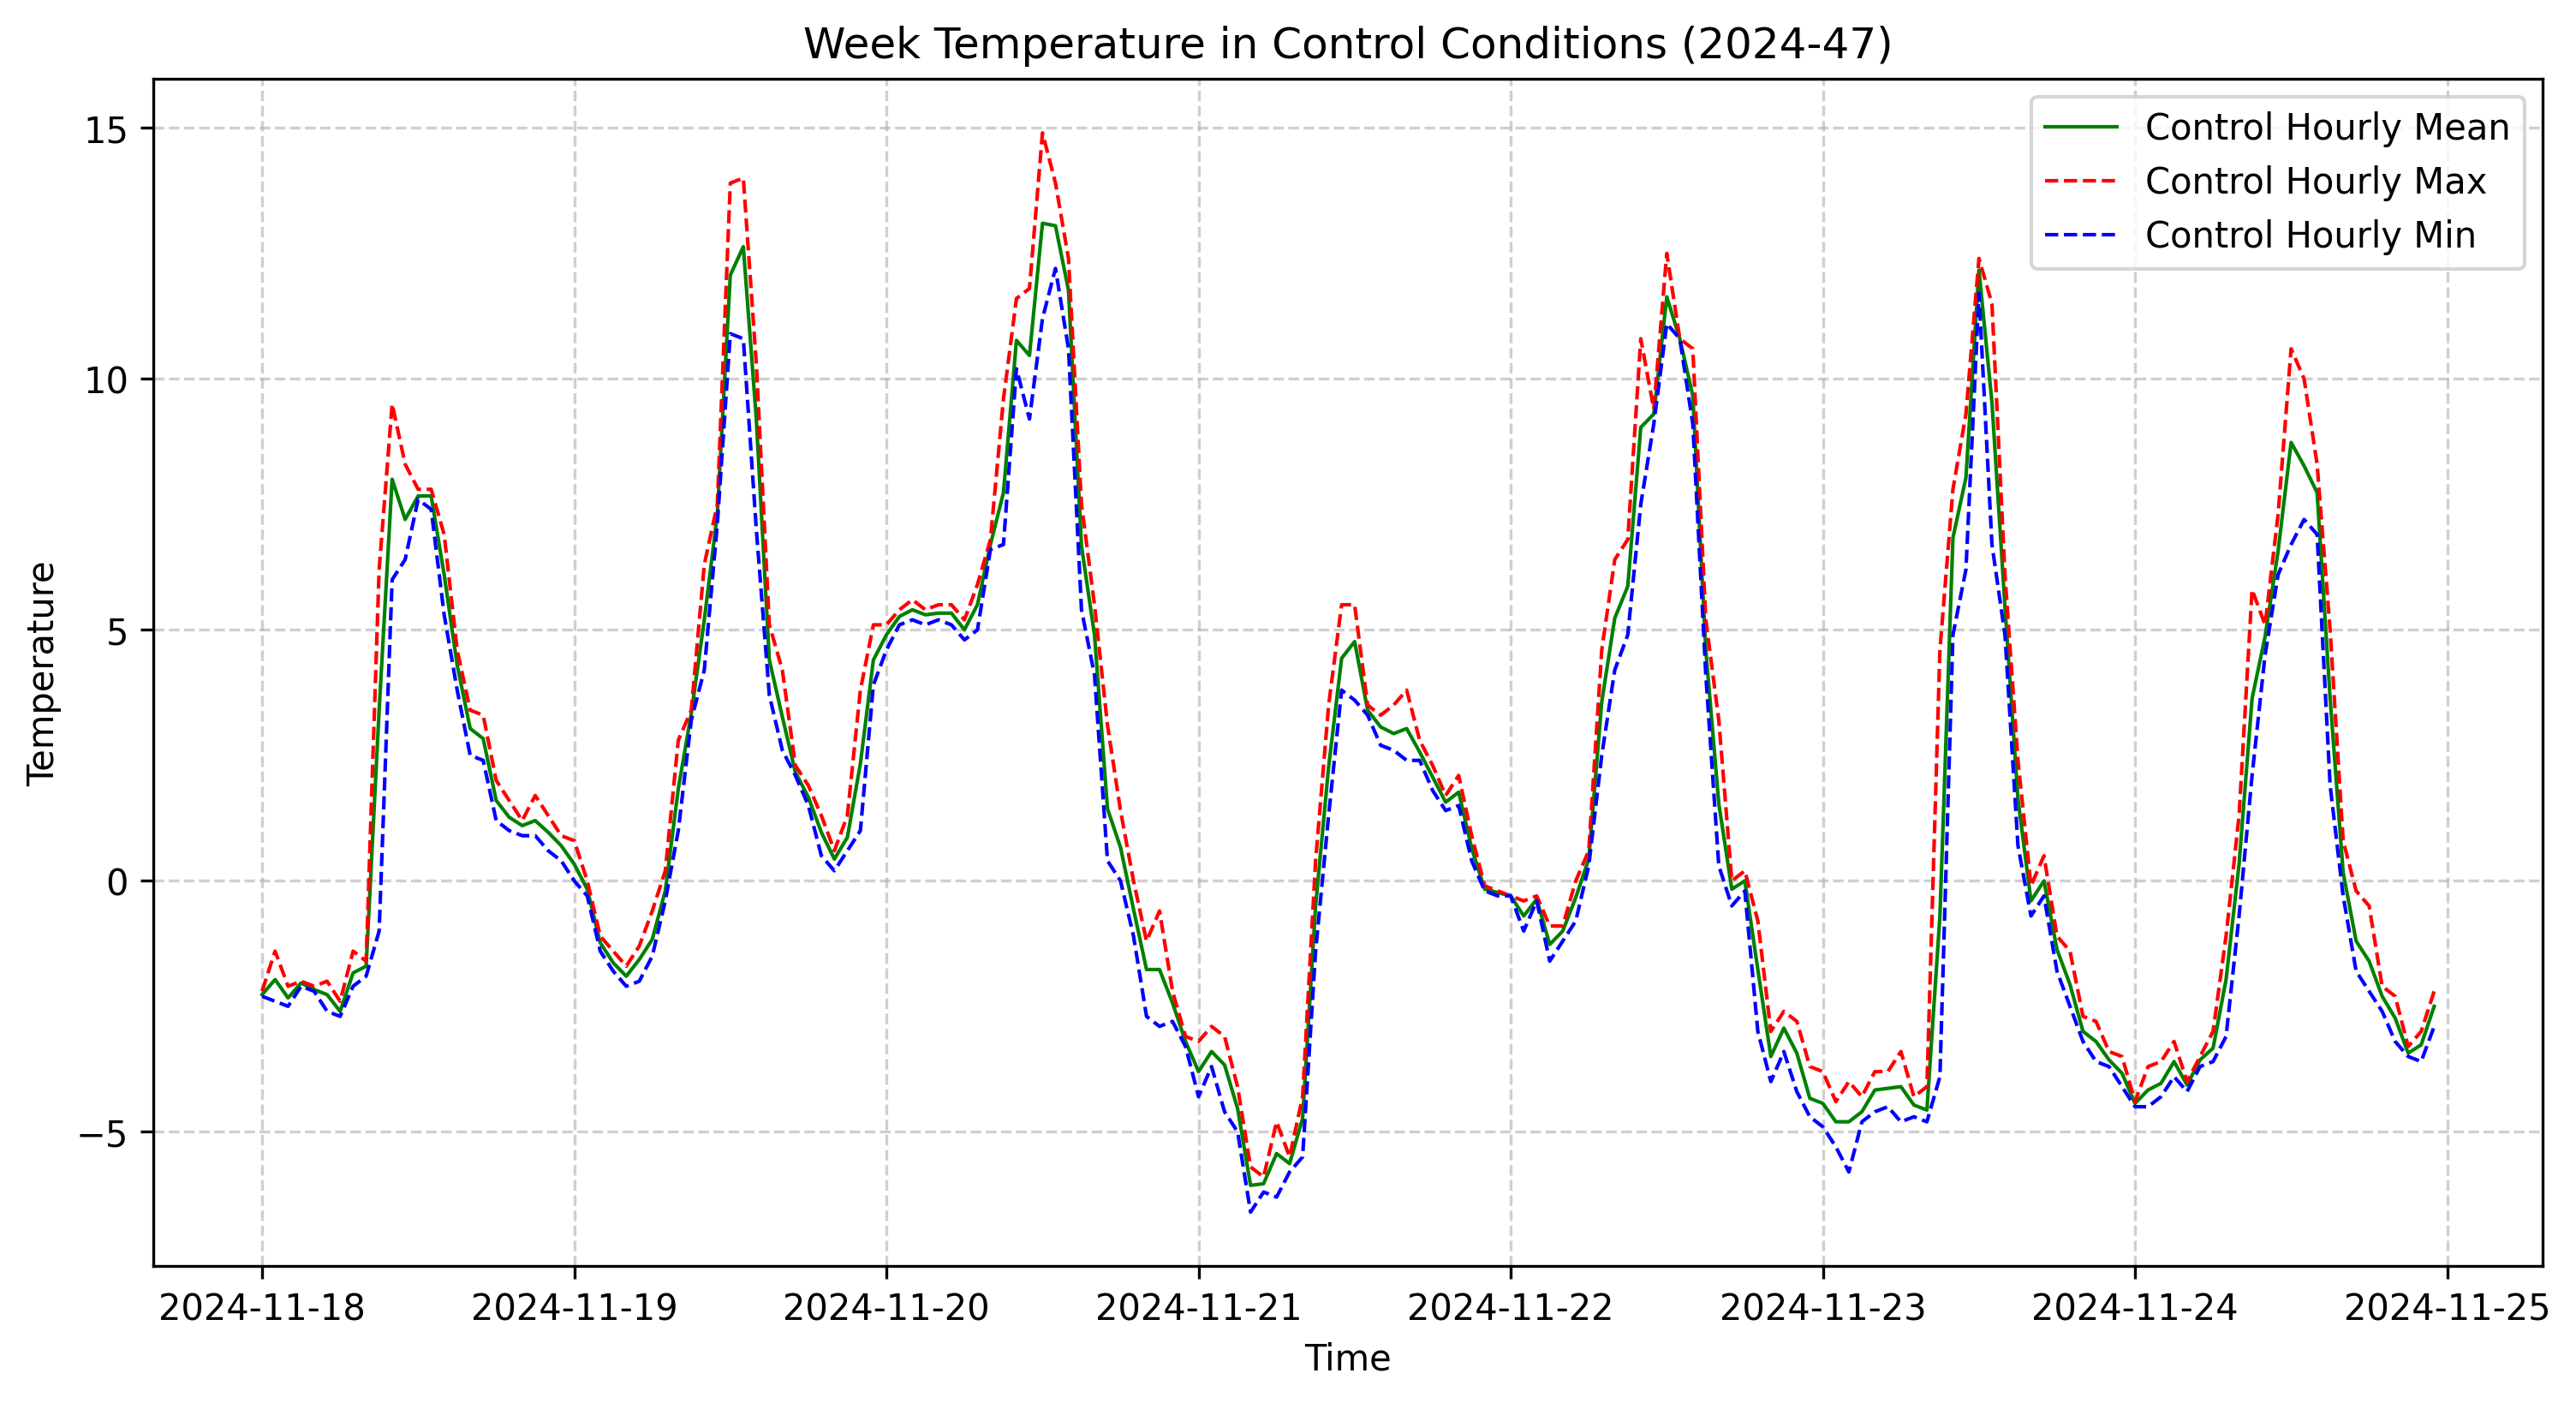 Week Temperature in Control Conditions (2024-47)
Control Hourly Mean
Control Hourly Max
Control Hourly Min
15
10
5
0
−5
Temperature
2024-11-18 2024-11-19 2024-11-20 2024-11-21 2024-11-22 2024-11-23 2024-11-24 2024-11-25
Time